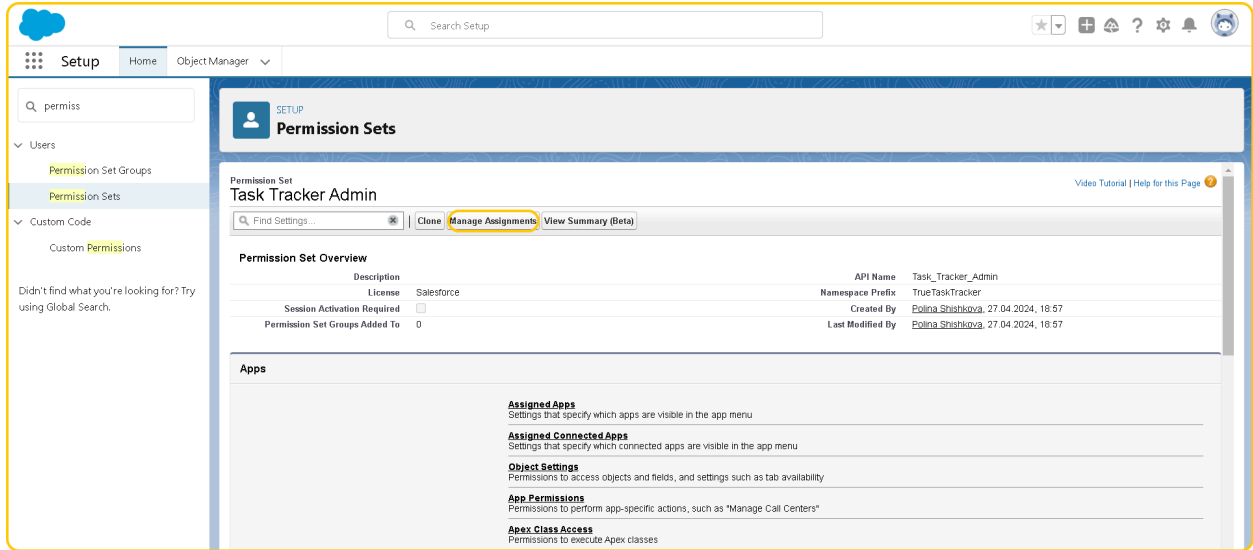 Search Setup
Setup
Home
Object Manager
permiss
Users
Permission Set Groups
Permission Sets
Custom Code
Custom Permissions
Didn't find what you're looking for? Try
using Global Search.
SETUP
Permission Sets
Permission Set
Task Tracker Admin
Video Tutorial | Help for this Page
Find Settings...
Clone
Manage Assignments
View Summary (Beta)
Permission Set Overview
Description
API Name Task_Tracker_Admin
License Salesforce
Namespace Prefix TrueTaskTracker
Session Activation Required
Created By Polina Shishkova, 27.04.2024, 18:57
Permission Set Groups Added To 0
Last Modified By Polina Shishkova, 27.04.2024, 18:57
Apps
Assigned Apps
Settings that specify which apps are visible in the app menu
Assigned Connected Apps
Settings that specify which connected apps are visible in the app menu
Object Settings
Permissions to access objects and fields, and settings such as tab availability
App Permissions
Permissions to perform app-specific actions, such as "Manage Call Centers"
Apex Class Access
Permissions to execute Apex classes